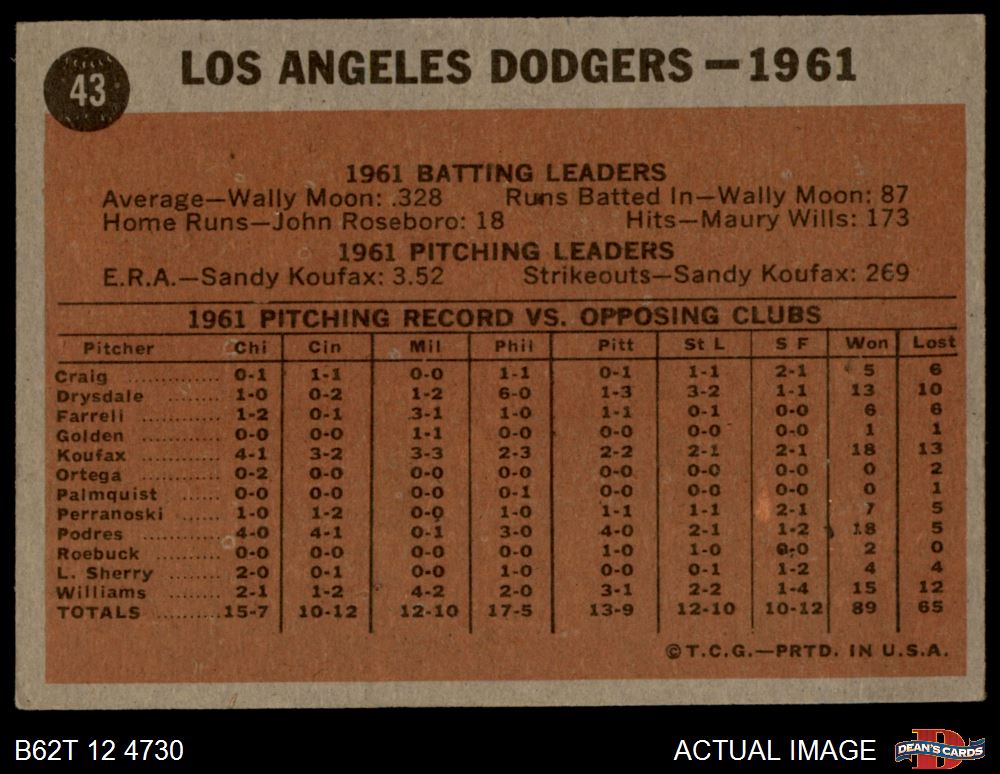 43
LOS ANGELES DODGERS—1961
1961 BATTING LEADERS
Average—Wally Moon: .328 Runs Batted In—Wally Moon: 87
Home Runs—John Roseboro: 18 Hits—Maury Wills: 173
1961 PITCHING LEADERS
E.R.A.—Sandy Koufax: 3.52 Strikeouts—Sandy Koufax: 269
1961 PITCHING RECORD VS. OPPOSING CLUBS
Pitcher Chi Cin Mil Phil Pitt St L S F Won Lost
Craig ............. 0-1 1-1 0-0 1-1 0-1 1-1 2-1 5 6
Drysdale ........ 1-0 0-2 1-2 6-0 1-3 3-2 1-1 13 10
Farrell ........... 1-2 0-1 3-1 1-0 1-1 0-1 0-0 6 6
Golden ........... 0-0 0-0 1-1 0-0 0-0 0-0 0-0 1 1
Koufax ........... 4-1 3-2 3-3 2-3 2-2 2-1 2-1 18 13
Ortega ........... 0-2 0-0 0-0 0-0 0-0 0-0 0-0 0 2
Palmquist ...... 0-0 0-0 0-0 0-1 0-0 0-0 0-0 0 1
Perranoski ...... 1-0 1-2 0-0 1-0 1-1 1-1 2-1 7 5
Podres ........... 4-0 4-1 0-1 3-0 4-0 2-1 1-2 18 5
Roebuck ......... 0-0 0-0 0-0 0-0 1-0 1-0 0-0 2 0
L. Sherry ........ 2-0 0-1 0-0 1-0 0-0 0-1 1-2 4 4
Williams ......... 2-1 1-2 4-2 2-0 3-1 2-2 1-4 15 12
TOTALS ......... 15-7 10-12 12-10 17-5 13-9 12-10 10-12 89 65
©T.C.G.—PRTD. IN U.S.A.
B62T 12 4730 ACTUAL IMAGE DEAN'S CARDS